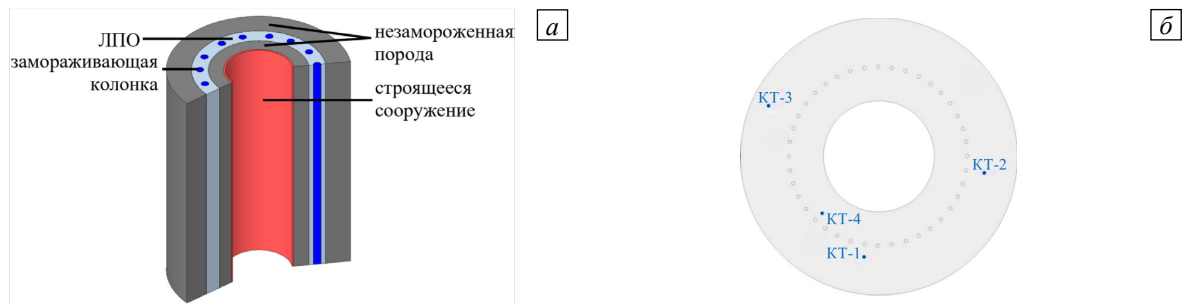 ЛПО
замораживающая
колонка
незамороженная
порода
строящееся
сооружение
а
б
КТ-3
КТ-2
КТ-4
КТ-1